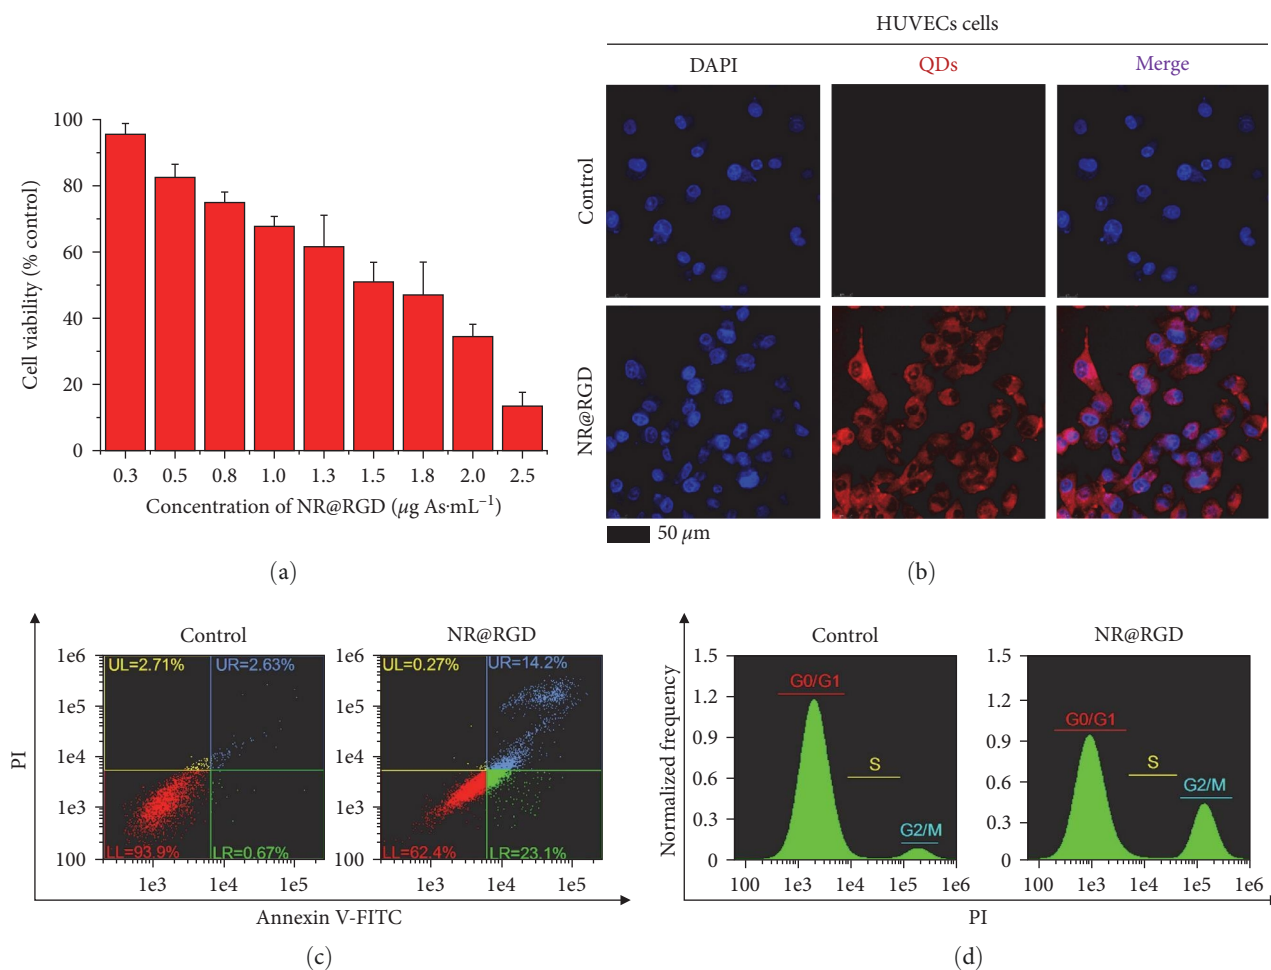 HUVECs cells
DAPI QDs Merge
Control
NR@RGD
50 μm
100
80
60
40
20
0
Cell viability (% control)
0.3 0.5 0.8 1.0 1.3 1.5 1.8 2.0 2.5
Concentration of NR@RGD (μg As·mL⁻¹)
(a)
(b)
Control
NR@RGD
PI
1e6
1e5
1e4
1e3
100
UL=2.71% UR=2.63%
LL=93.9% LR=0.67%
1e3 1e4 1e5
1e6
1e5
1e4
1e3
100
UL=0.27% UR=14.2%
LL=62.4% LR=23.1%
1e3 1e4 1e5
Annexin V-FITC
(c)
Control
NR@RGD
Normalized frequency
1.5
1.2
0.9
0.6
0.3
0
G0/G1
S
G2/M
100 1e3 1e4 1e5 1e6
1.5
1.2
0.9
0.6
0.3
0
G0/G1
S
G2/M
100 1e3 1e4 1e5 1e6
PI
(d)